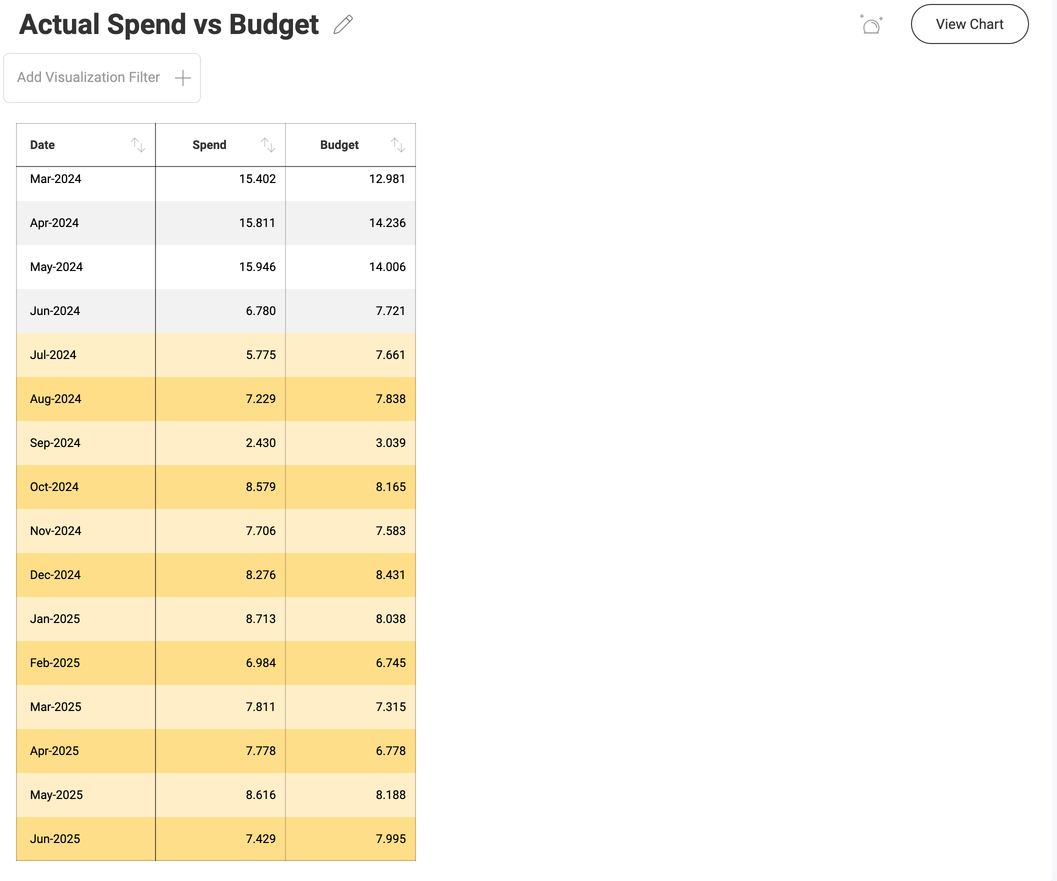 Actual Spend vs Budget
View Chart
Add Visualization Filter
Date Spend Budget
Mar-2024 15.402 12.981
Apr-2024 15.811 14.236
May-2024 15.946 14.006
Jun-2024 6.780 7.721
Jul-2024 5.775 7.661
Aug-2024 7.229 7.838
Sep-2024 2.430 3.039
Oct-2024 8.579 8.165
Nov-2024 7.706 7.583
Dec-2024 8.276 8.431
Jan-2025 8.713 8.038
Feb-2025 6.984 6.745
Mar-2025 7.811 7.315
Apr-2025 7.778 6.778
May-2025 8.616 8.188
Jun-2025 7.429 7.995